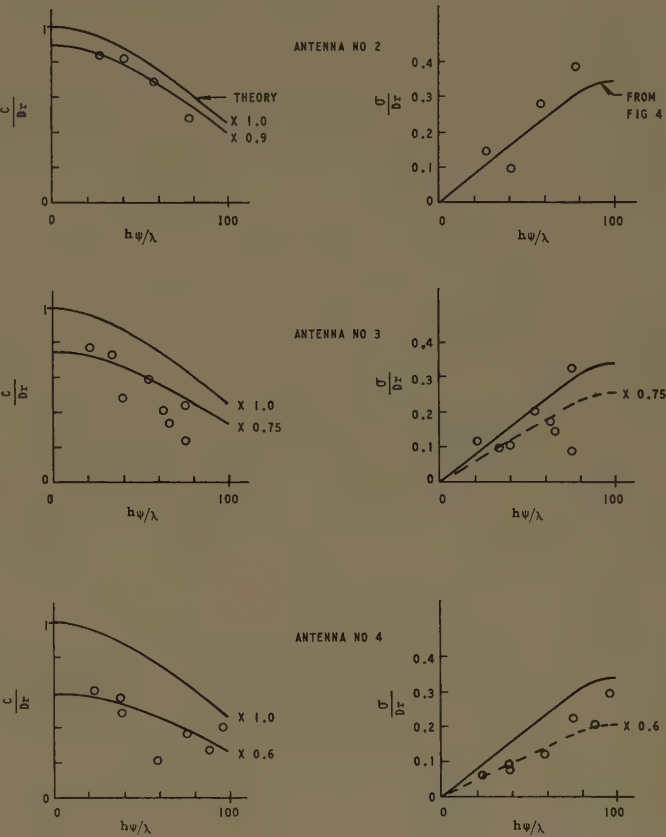 ANTENNA NO 2
1
C
Dr
THEORY
X 1.0
X 0.9
0
100
hψ/λ
0.4
0.3
0.2
0.1
0
σ
Dr
FROM
FIG 4
0
100
hψ/λ
ANTENNA NO 3
1
C
Dr
X 1.0
X 0.75
0
100
hψ/λ
0.4
0.3
0.2
0.1
0
σ
Dr
X 0.75
0
100
hψ/λ
ANTENNA NO 4
1
C
Dr
X 1.0
X 0.6
0
100
hψ/λ
0.4
0.3
0.2
0.1
0
σ
Dr
X 0.6
0
100
hψ/λ